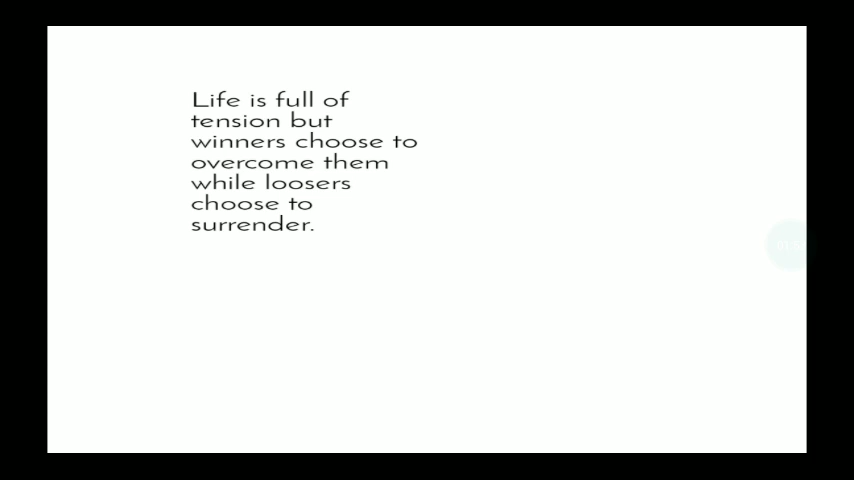 Life is full of
tension but
winners choose to
overcome them
while loosers
choose to
surrender.